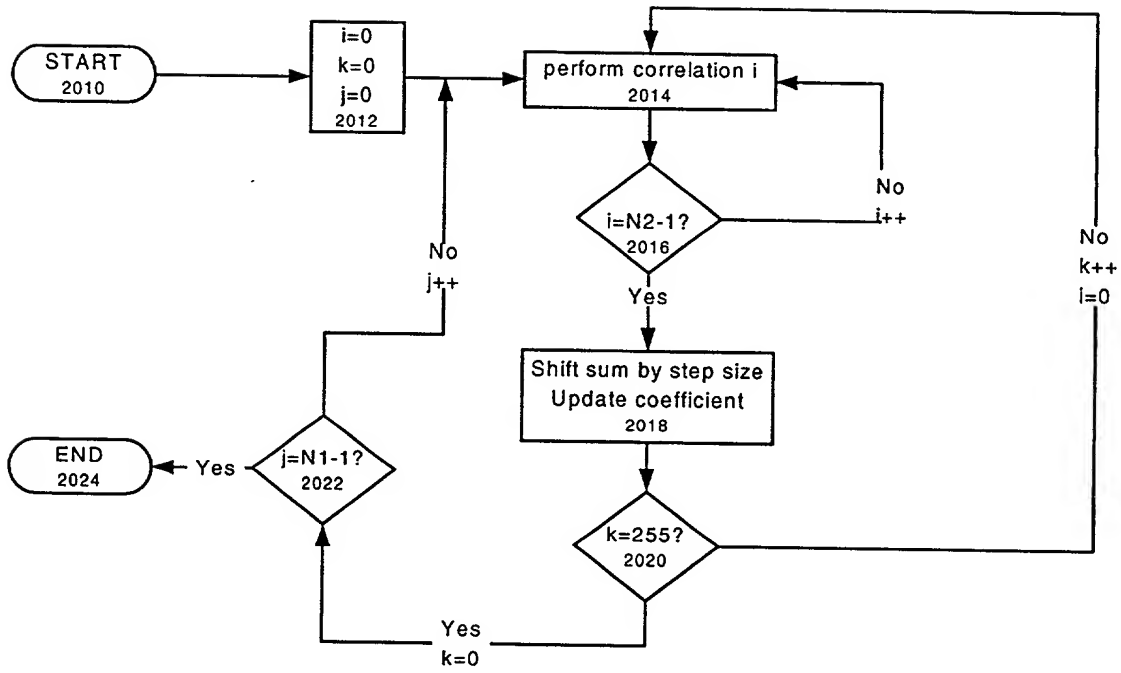 START
2010
i=0
k=0
j=0
2012
perform correlation i
2014
i=N2-1?
2016
No
i++
Yes
Shift sum by step size
Update coefficient
2018
k=255?
2020
No
k++
i=0
Yes
k=0
j=N1-1?
2022
No
j++
Yes
END
2024